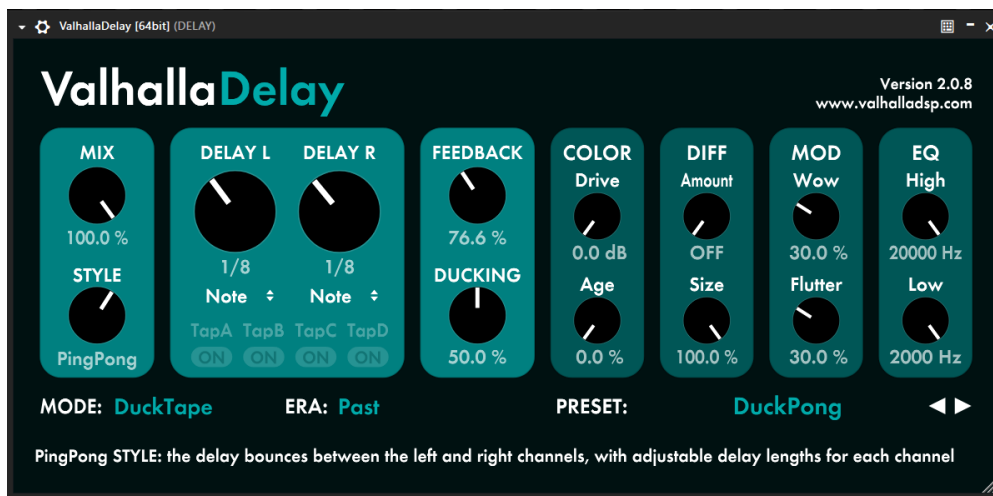 ValhallaDelay [64bit] (DELAY)
ValhallaDelay
Version 2.0.8
www.valhalladsp.com
MIX
100.0 %
STYLE
PingPong
DELAY L DELAY R
1/8 1/8
Note Note
TapA TapB TapC TapD
ON ON ON ON
FEEDBACK
76.6 %
DUCKING
50.0 %
COLOR
Drive
0.0 dB
Age
0.0 %
DIFF
Amount
OFF
Size
100.0 %
MOD
Wow
30.0 %
Flutter
30.0 %
EQ
High
20000 Hz
Low
2000 Hz
MODE: DuckTape ERA: Past PRESET: DuckPong
PingPong STYLE: the delay bounces between the left and right channels, with adjustable delay lengths for each channel